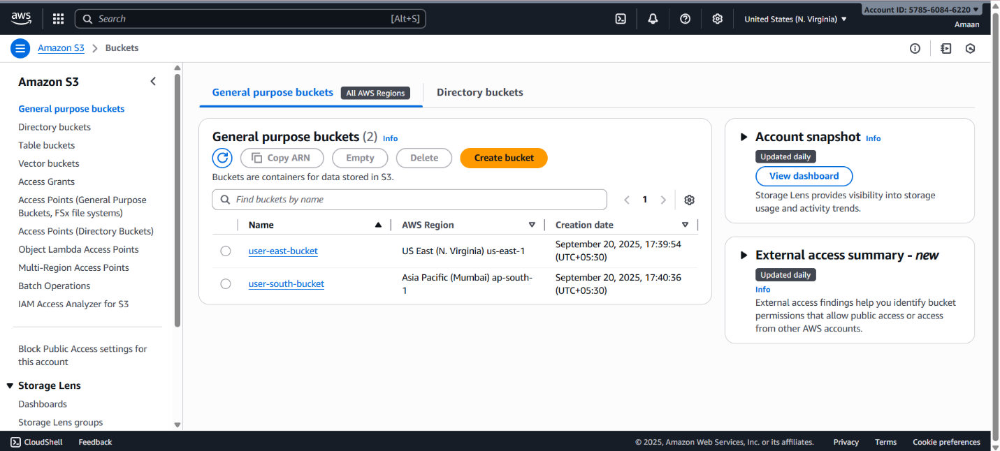 aws
Search [Alt+S]
United States (N. Virginia)
Account ID: 5785-6084-6220
Amaan
Amazon S3
Buckets
Amazon S3
General purpose buckets
Directory buckets
Table buckets
Vector buckets
Access Grants
Access Points (General Purpose
Buckets, FSx file systems)
Access Points (Directory Buckets)
Object Lambda Access Points
Multi-Region Access Points
Batch Operations
IAM Access Analyzer for S3
Block Public Access settings for
this account
Storage Lens
Dashboards
Storage Lens groups
General purpose buckets All AWS Regions
Directory buckets
General purpose buckets (2) Info
Copy ARN
Empty
Delete
Create bucket
Buckets are containers for data stored in S3.
Find buckets by name
1
Name AWS Region Creation date
user-east-bucket US East (N. Virginia) us-east-1 September 20, 2025, 17:39:54
(UTC+05:30)
user-south-bucket Asia Pacific (Mumbai) ap-south- September 20, 2025, 17:40:36
1 (UTC+05:30)
Account snapshot Info
Updated daily
View dashboard
Storage Lens provides visibility into storage
usage and activity trends.
External access summary - new
Updated daily
Info
External access findings help you identify bucket
permissions that allow public access or access
from other AWS accounts.
CloudShell Feedback © 2025, Amazon Web Services, Inc. or its affiliates. Privacy Terms Cookie preferences